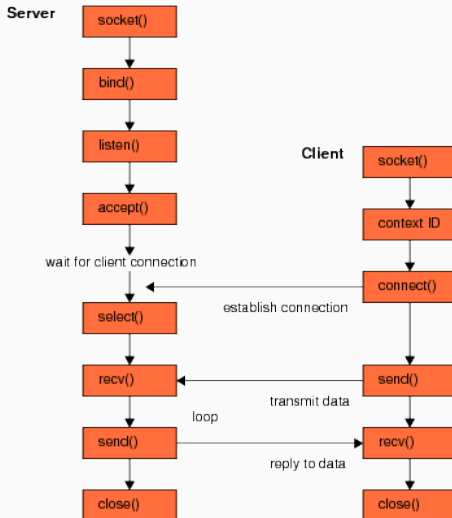 Server
socket()
bind()
listen()
accept()
wait for client connection
select()
recv()
loop
send()
close()
Client
socket()
context ID
connect()
establish connection
send()
transmit data
recv()
reply to data
close()